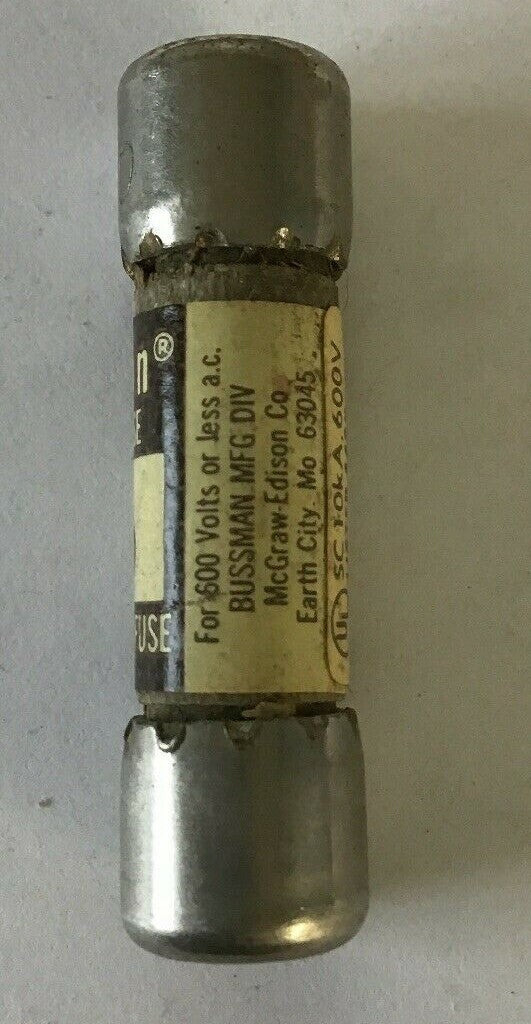 n®
E
FUSE
For 600 Volts or less a.c.
BUSSMAN MFG DIV
McGraw-Edison Co
Earth City, Mo 63045
UL SC 10kA 600V